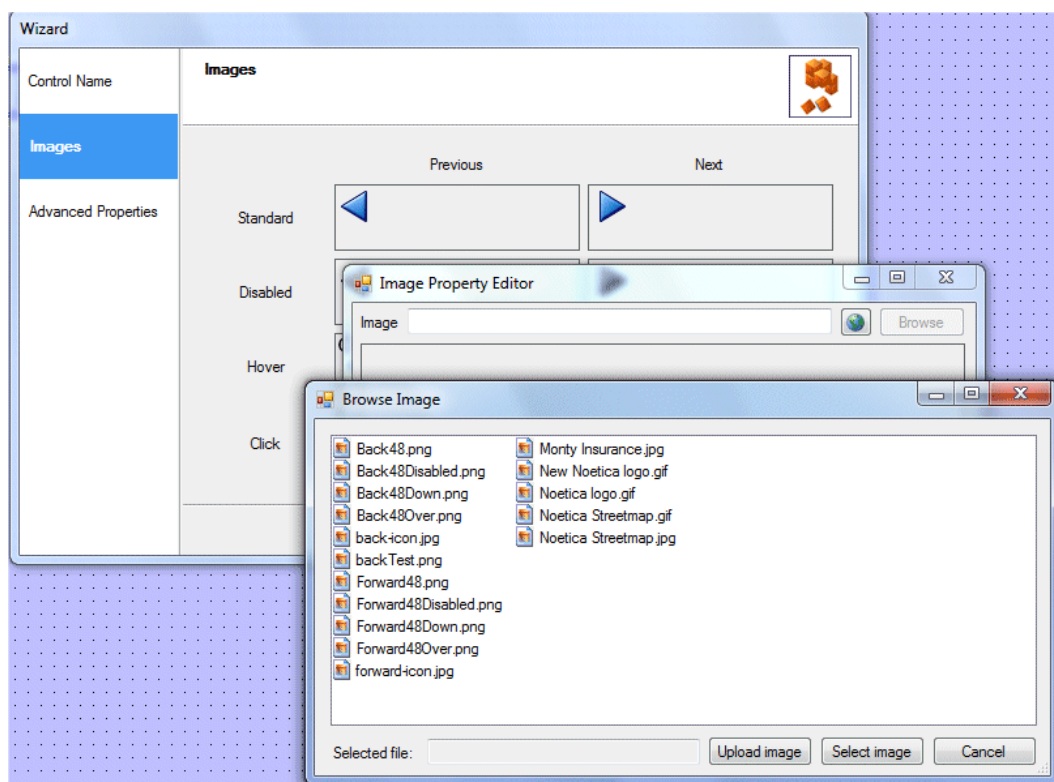 Wizard
Control Name
Images
Advanced Properties
Images
Previous Next
Standard
Disabled
Hover
Click
Image Property Editor
Image Browse
Browse Image
Back48.png
Back48Disabled.png
Back48Down.png
Back48Over.png
back-icon.jpg
backTest.png
Forward48.png
Forward48Disabled.png
Forward48Down.png
Forward48Over.png
forward-icon.jpg
Monty Insurance.jpg
New Noetica logo.gif
Noetica logo.gif
Noetica Streetmap.gif
Noetica Streetmap.jpg
Selected file: Upload image Select image Cancel